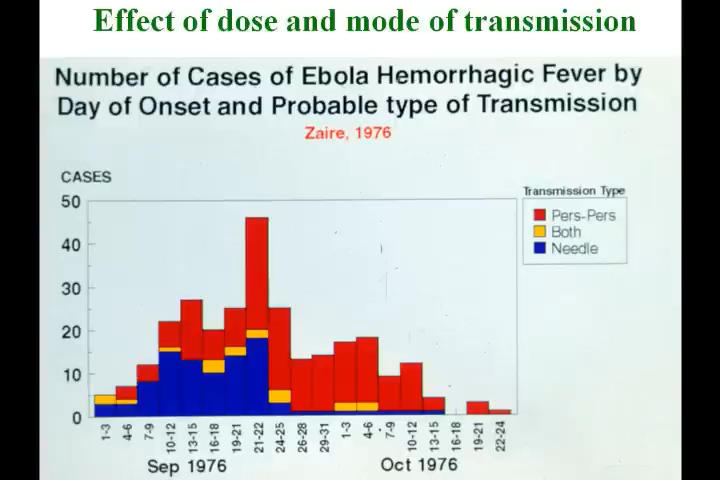 Effect of dose and mode of transmission
Number of Cases of Ebola Hemorrhagic Fever by
Day of Onset and Probable type of Transmission
Zaire, 1976
CASES
Transmission Type
Pers-Pers
Both
Needle
50
40
30
20
10
0
1-3
4-6
7-9
10-12
13-15
16-18
19-21
21-22
24-25
26-28
29-31
1-3
4-6
7-9
10-12
13-15
16-18
19-21
22-24
Sep 1976
Oct 1976